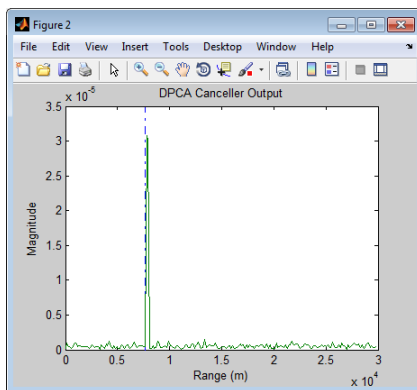 Figure 2
File Edit View Insert Tools Desktop Window Help
x 10^-5
DPCA Canceller Output
3.5
3
2.5
2
1.5
1
0.5
0
Magnitude
0 0.5 1 1.5 2 2.5 3
Range (m)
x 10^4